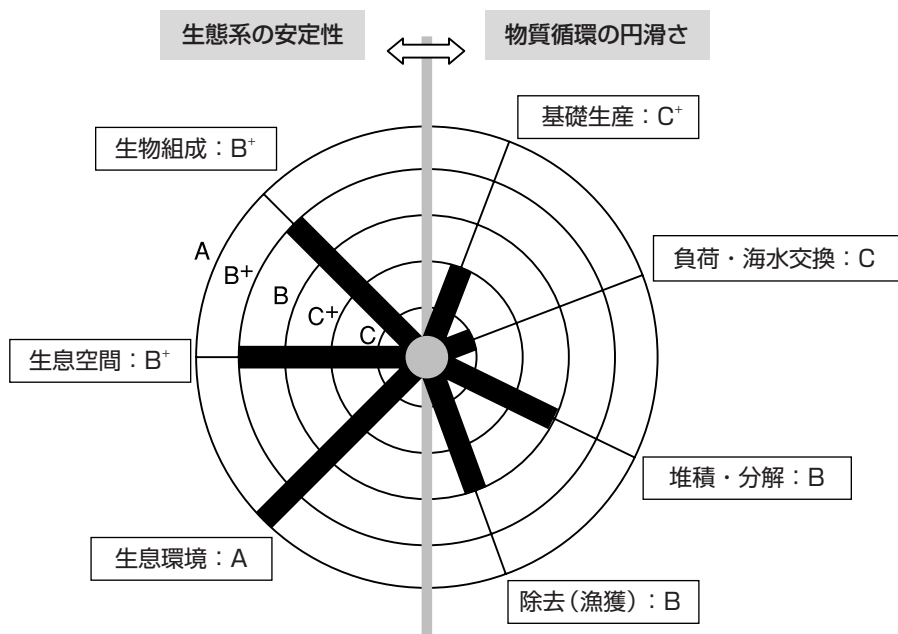 生態系の安定性
物質循環の円滑さ
基礎生産：C⁺
生物組成：B⁺
負荷・海水交換：C
A
B+
B
C+
C
生息空間：B⁺
堆積・分解：B
生息環境：A
除去（漁獲）：B